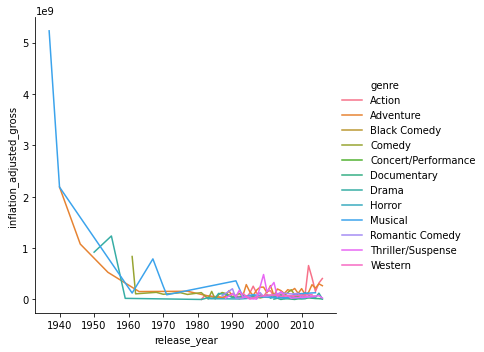 1e9
5
4
3
2
1
0
inflation_adjusted_gross
1940 1950 1960 1970 1980 1990 2000 2010
release_year
genre
Action
Adventure
Black Comedy
Comedy
Concert/Performance
Documentary
Drama
Horror
Musical
Romantic Comedy
Thriller/Suspense
Western